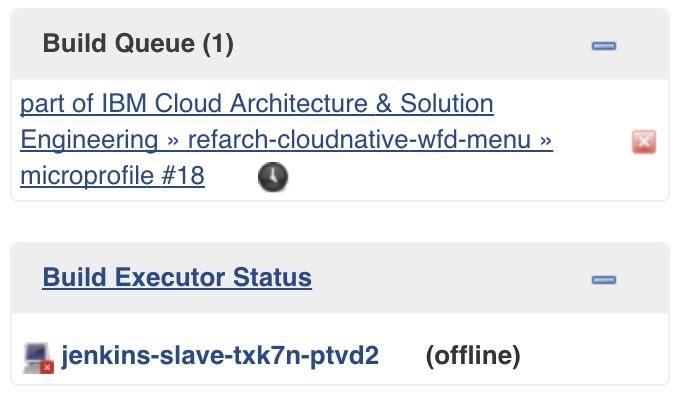 Build Queue (1)
part of IBM Cloud Architecture & Solution
Engineering » refarch-cloudnative-wfd-menu »
microprofile #18
Build Executor Status
jenkins-slave-txk7n-ptvd2 (offline)